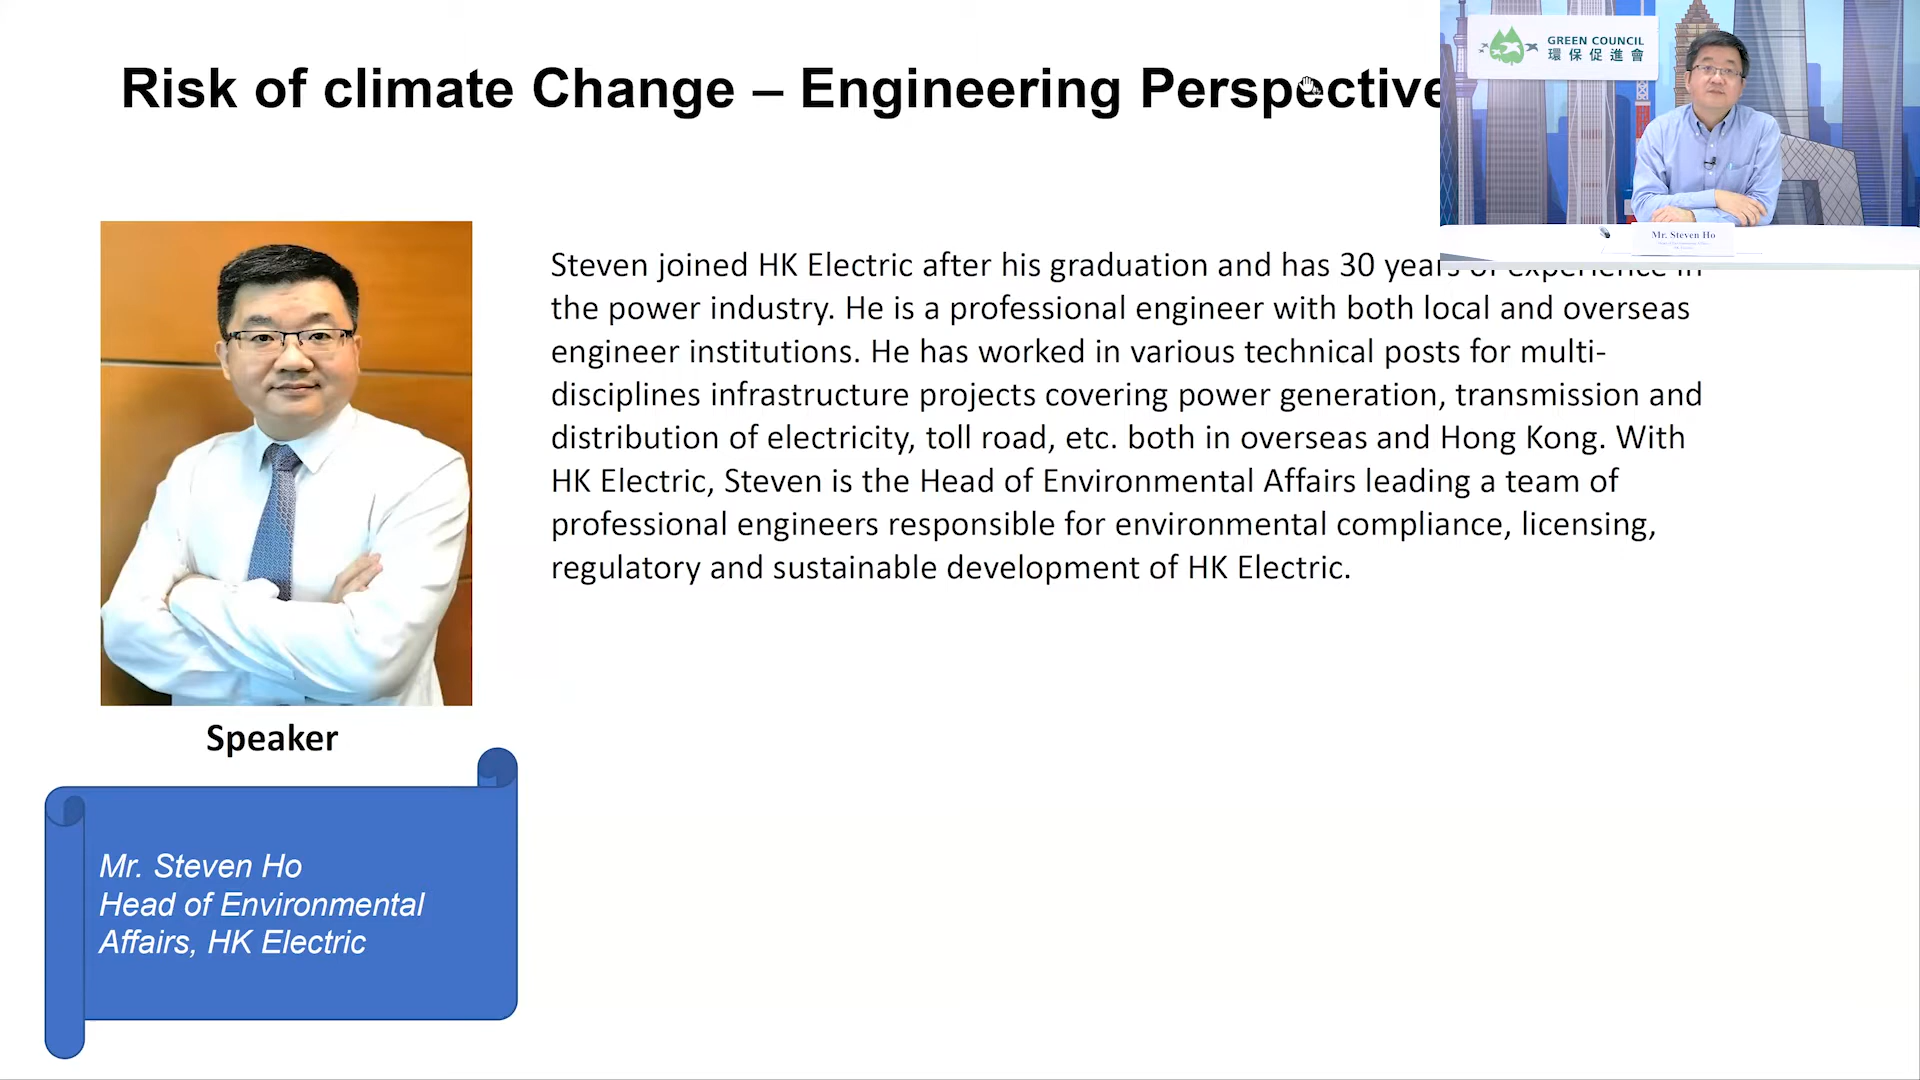 Risk of climate Change – Engineering Perspective
GREEN COUNCIL
環保促進會
Mr. Steven Ho
Steven joined HK Electric after his graduation and has 30 years of experience in
the power industry. He is a professional engineer with both local and overseas
engineer institutions. He has worked in various technical posts for multi-
disciplines infrastructure projects covering power generation, transmission and
distribution of electricity, toll road, etc. both in overseas and Hong Kong. With
HK Electric, Steven is the Head of Environmental Affairs leading a team of
professional engineers responsible for environmental compliance, licensing,
regulatory and sustainable development of HK Electric.
Speaker
Mr. Steven Ho
Head of Environmental
Affairs, HK Electric